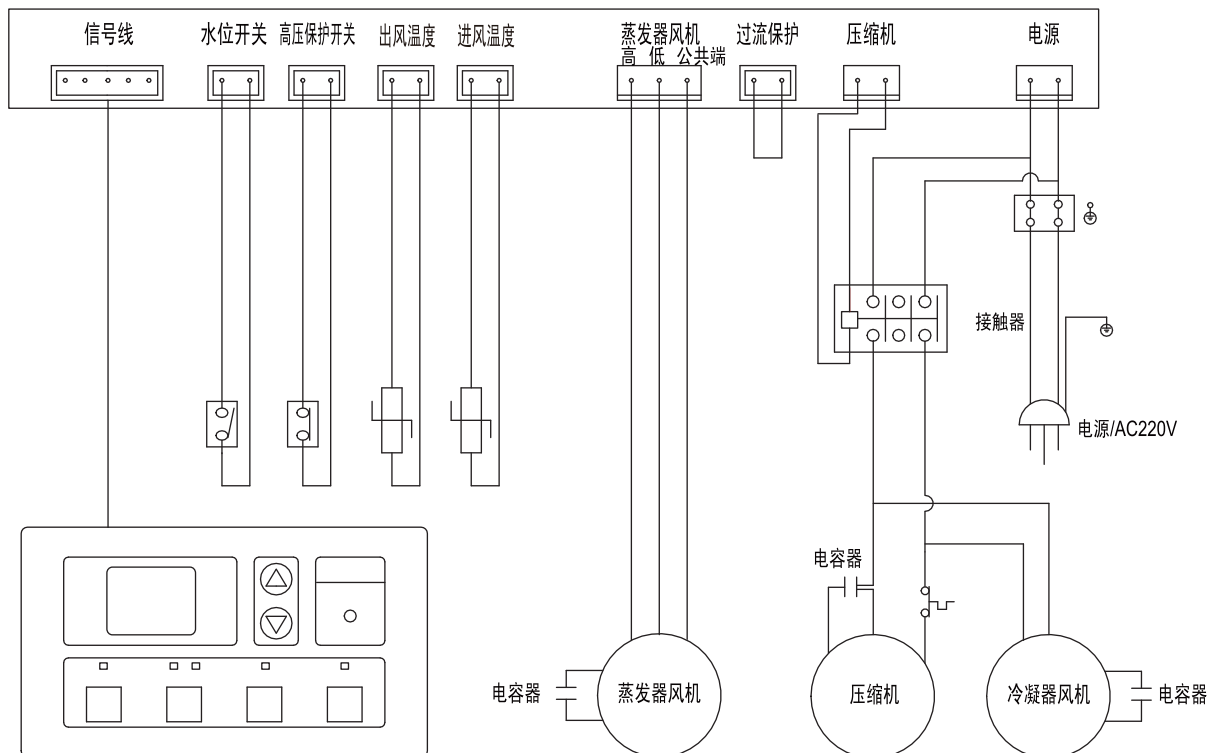 信号线 水位开关 高压保护开关 出风温度 进风温度 蒸发器风机 过流保护 压缩机 电源
高 低 公共端
接触器
电源/AC220V
电容器
电容器 蒸发器风机 压缩机 冷凝器风机 电容器